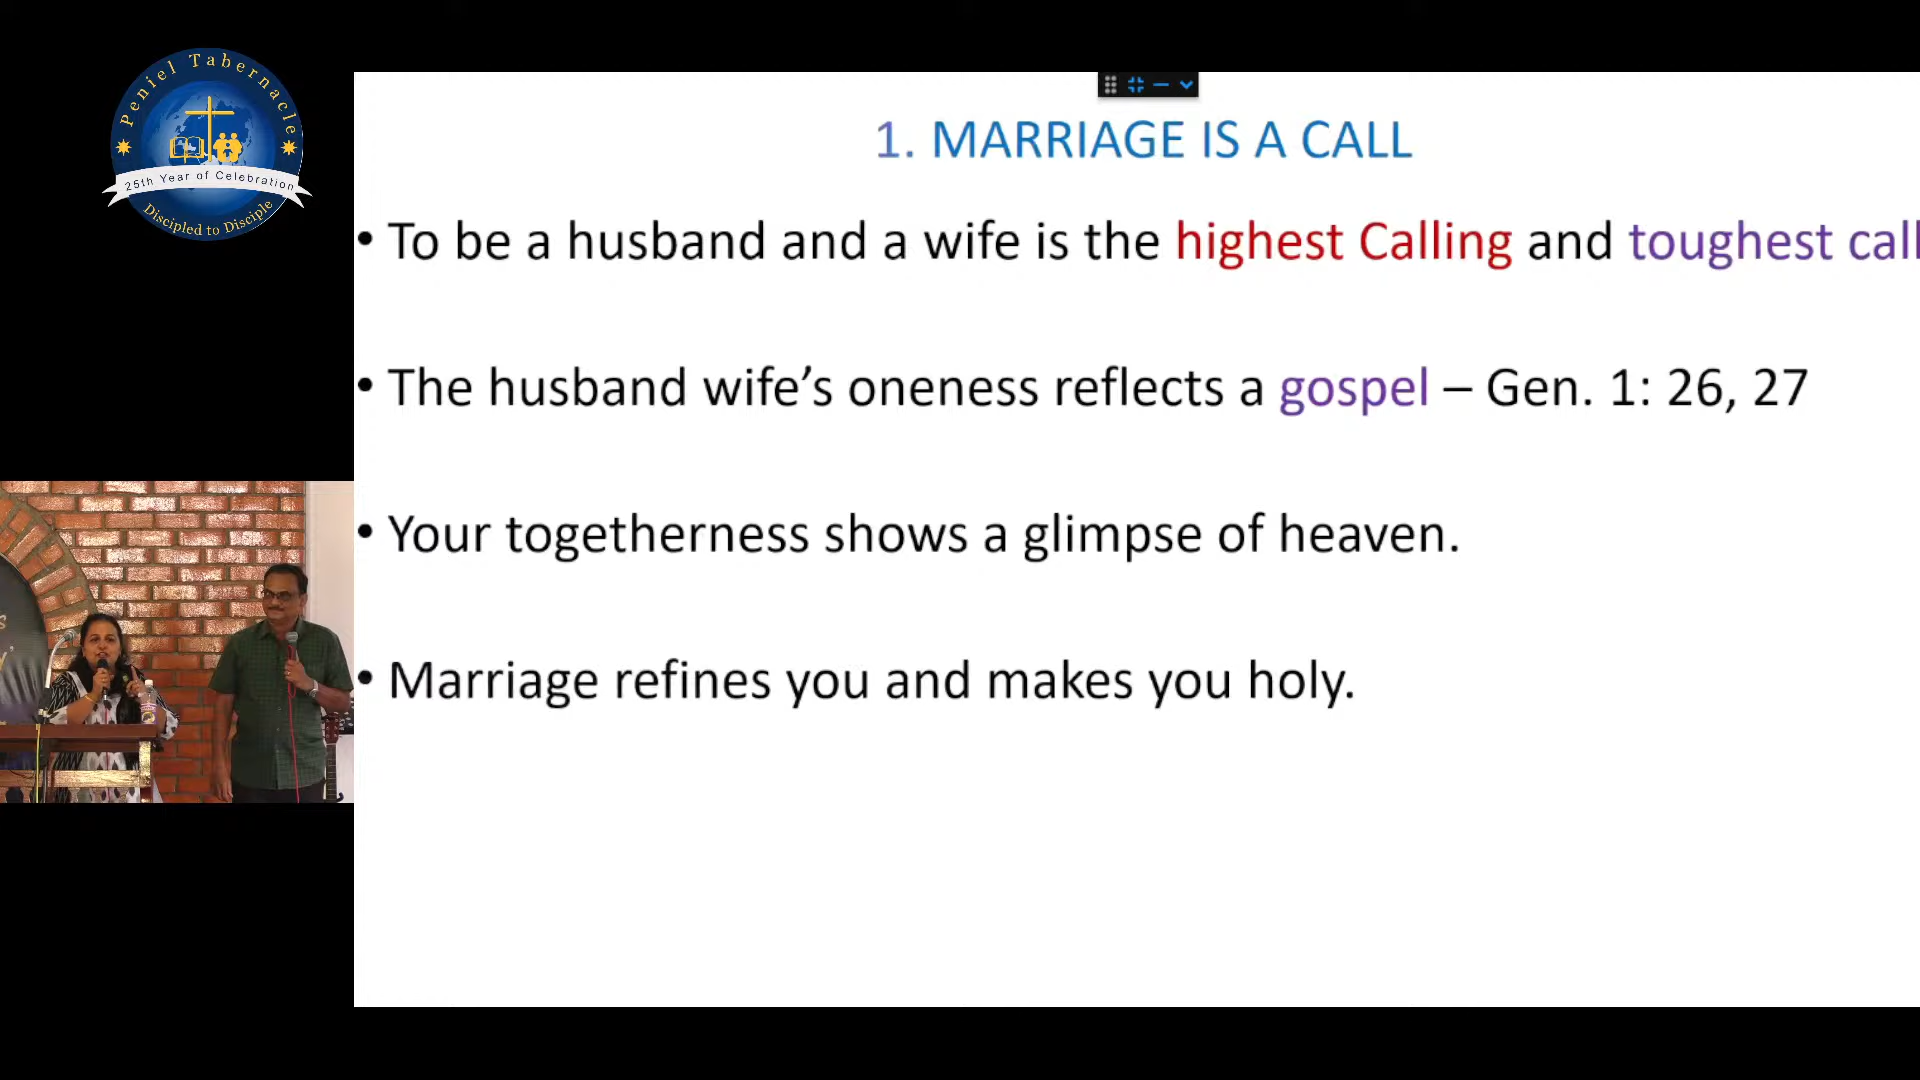 Peniel Tabernacle
25th Year of Celebration
Discipled to Disciple
1. MARRIAGE IS A CALL
• To be a husband and a wife is the highest Calling and toughest call
• The husband wife’s oneness reflects a gospel – Gen. 1: 26, 27
• Your togetherness shows a glimpse of heaven.
• Marriage refines you and makes you holy.